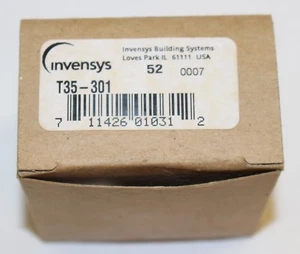 invensys
Invensys Building Systems
Loves Park IL 61111 USA
52 0007
T35-301
7 11426 01031 2